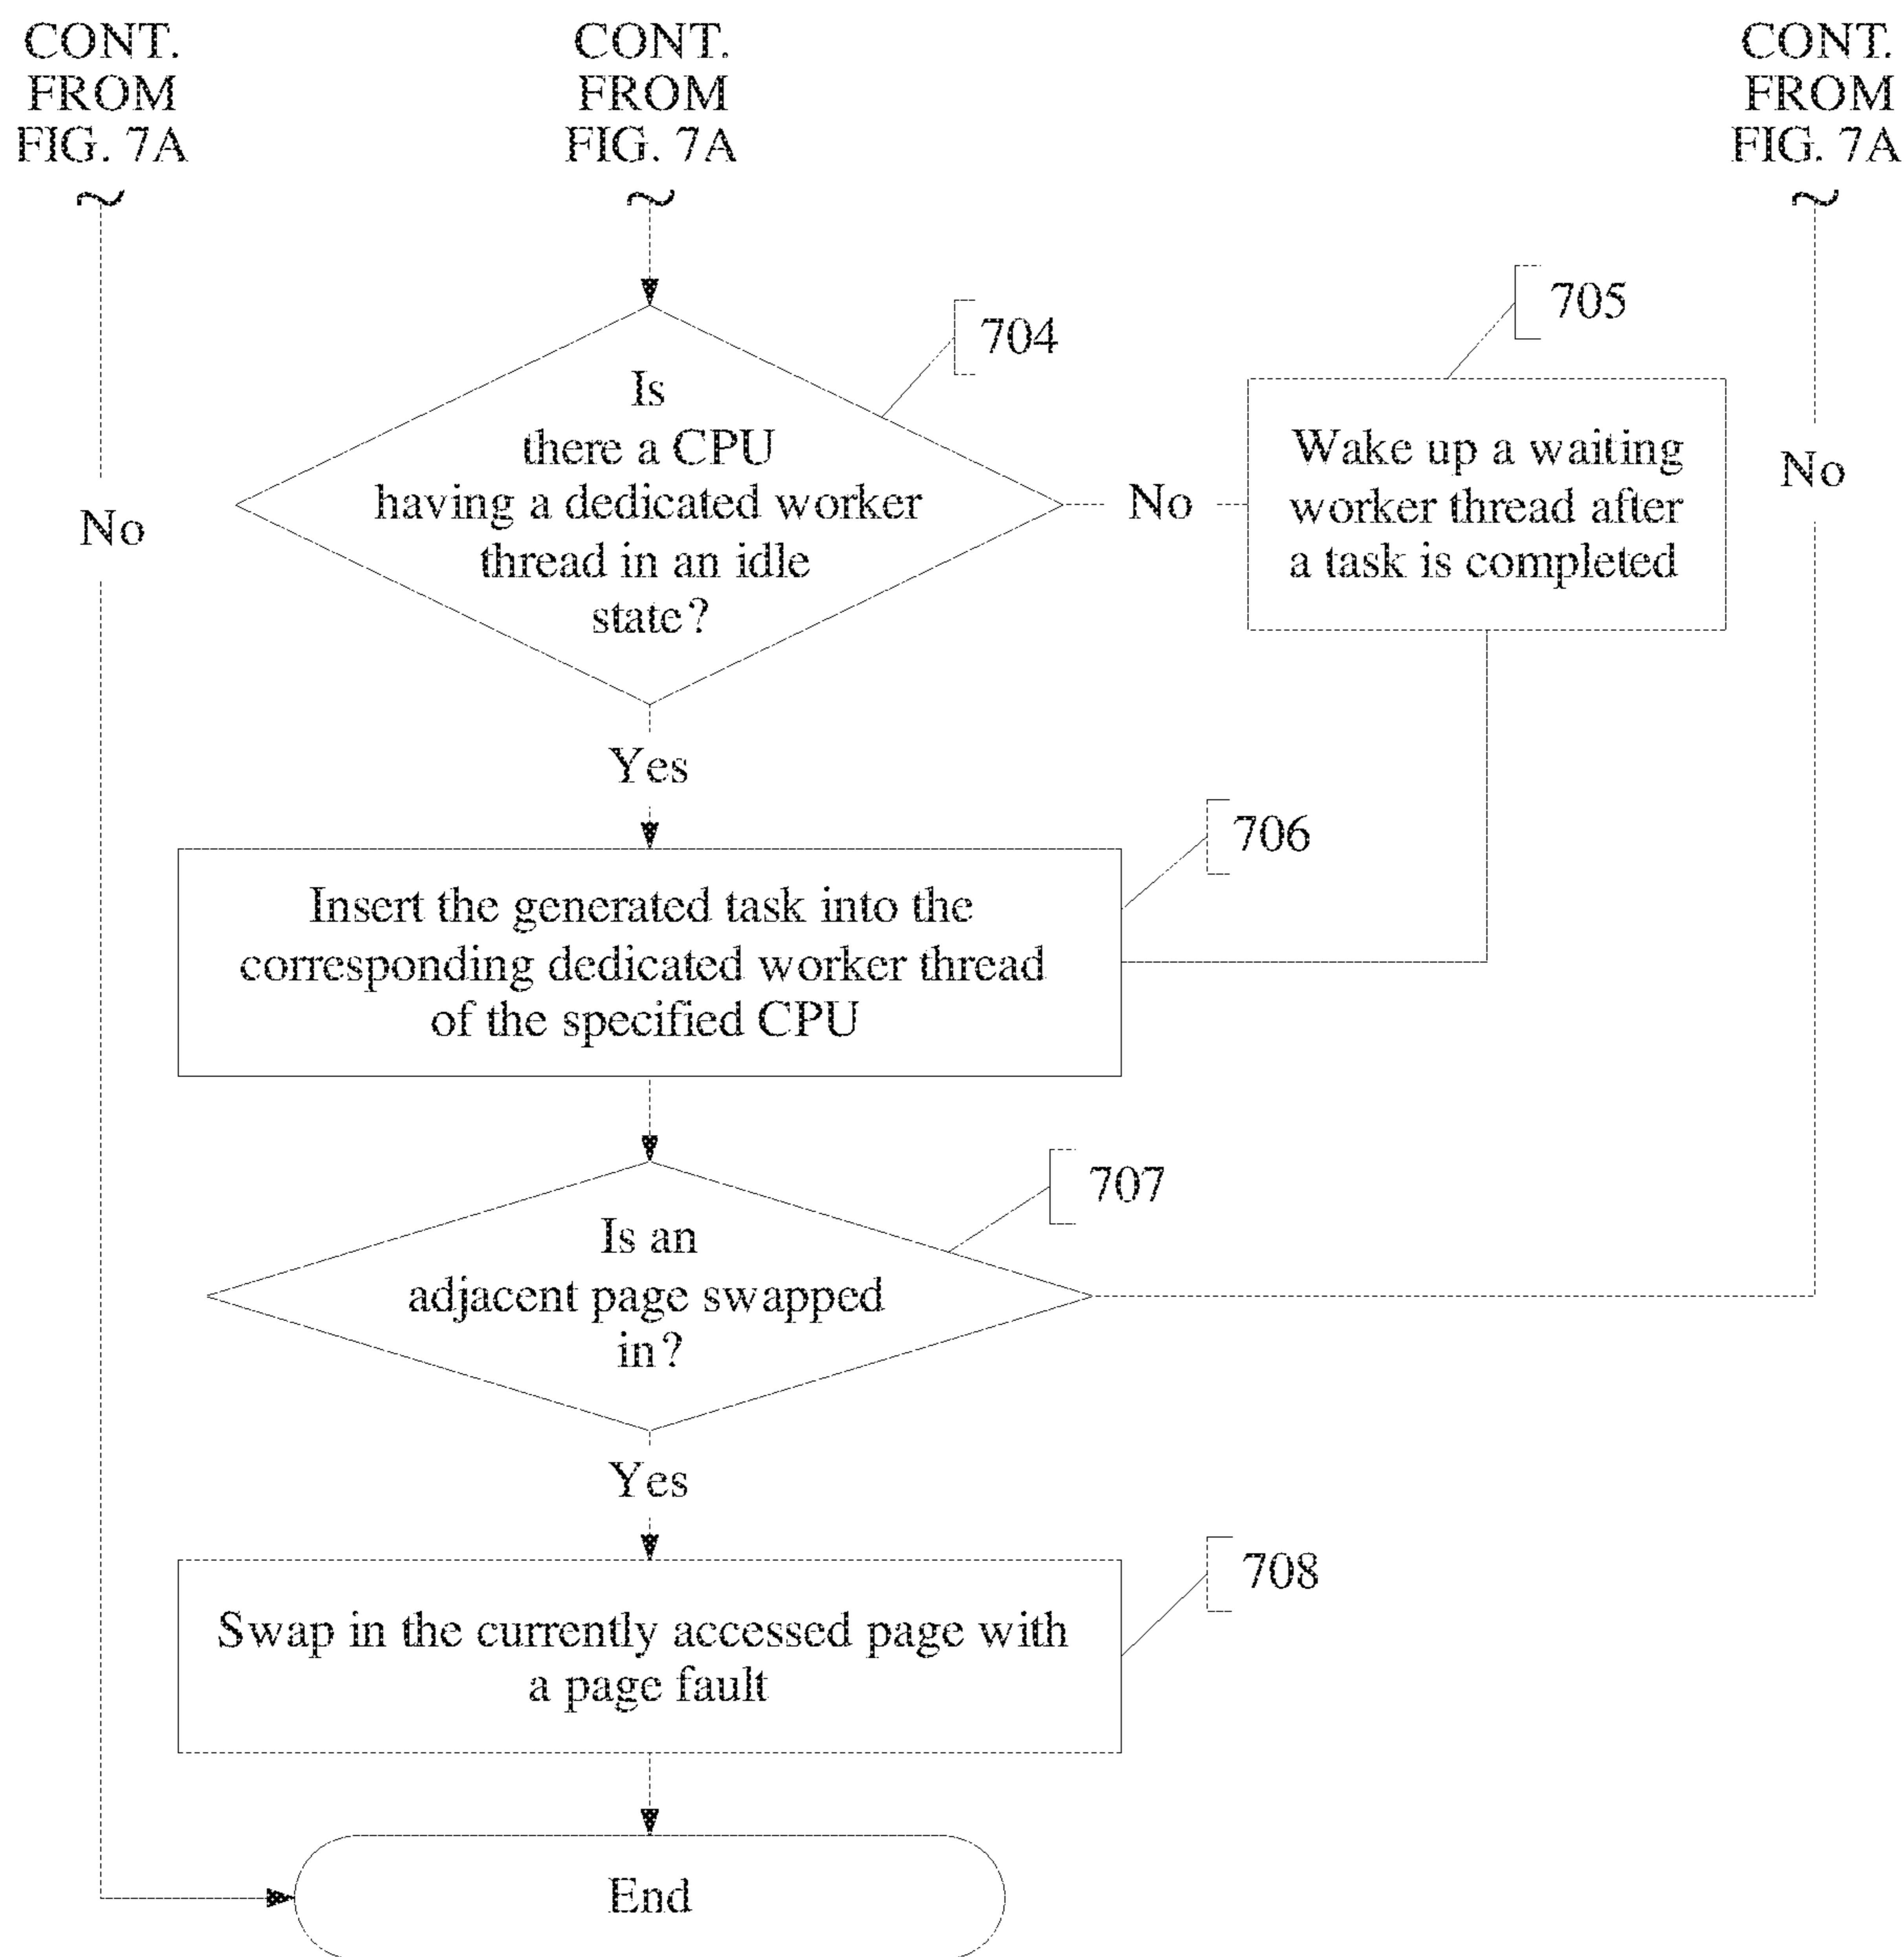 CONT.
FROM
FIG. 7A
CONT.
FROM
FIG. 7A
CONT.
FROM
FIG. 7A
704
Is
there a CPU
having a dedicated worker
thread in an idle
state?
No
705
Wake up a waiting
worker thread after
a task is completed
No
No
Yes
706
Insert the generated task into the
corresponding dedicated worker thread
of the specified CPU
707
Is an
adjacent page swapped
in?
Yes
708
Swap in the currently accessed page with
a page fault
End